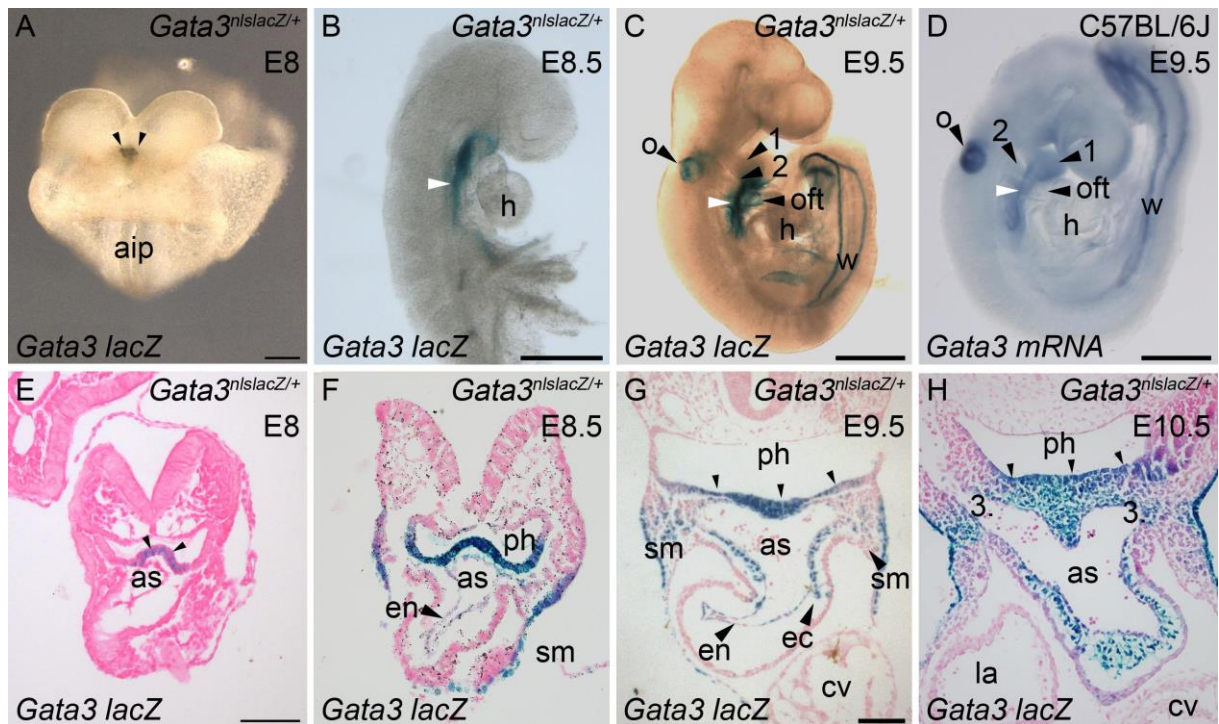 A
Gata3nlslacZ/+
E8
aip
Gata3 lacZ
B
Gata3nlslacZ/+
E8.5
h
Gata3 lacZ
C
Gata3nlslacZ/+
E9.5
o
1
2
oft
h
w
Gata3 lacZ
D
C57BL/6J
E9.5
o
2
1
oft
h
w
Gata3 mRNA
E
Gata3nlslacZ/+
E8
as
Gata3 lacZ
F
Gata3nlslacZ/+
E8.5
ph
as
en
sm
Gata3 lacZ
G
Gata3nlslacZ/+
E9.5
ph
sm
as
sm
en
ec
cv
Gata3 lacZ
H
Gata3nlslacZ/+
E10.5
ph
3.
3.
as
la
cv
Gata3 lacZ